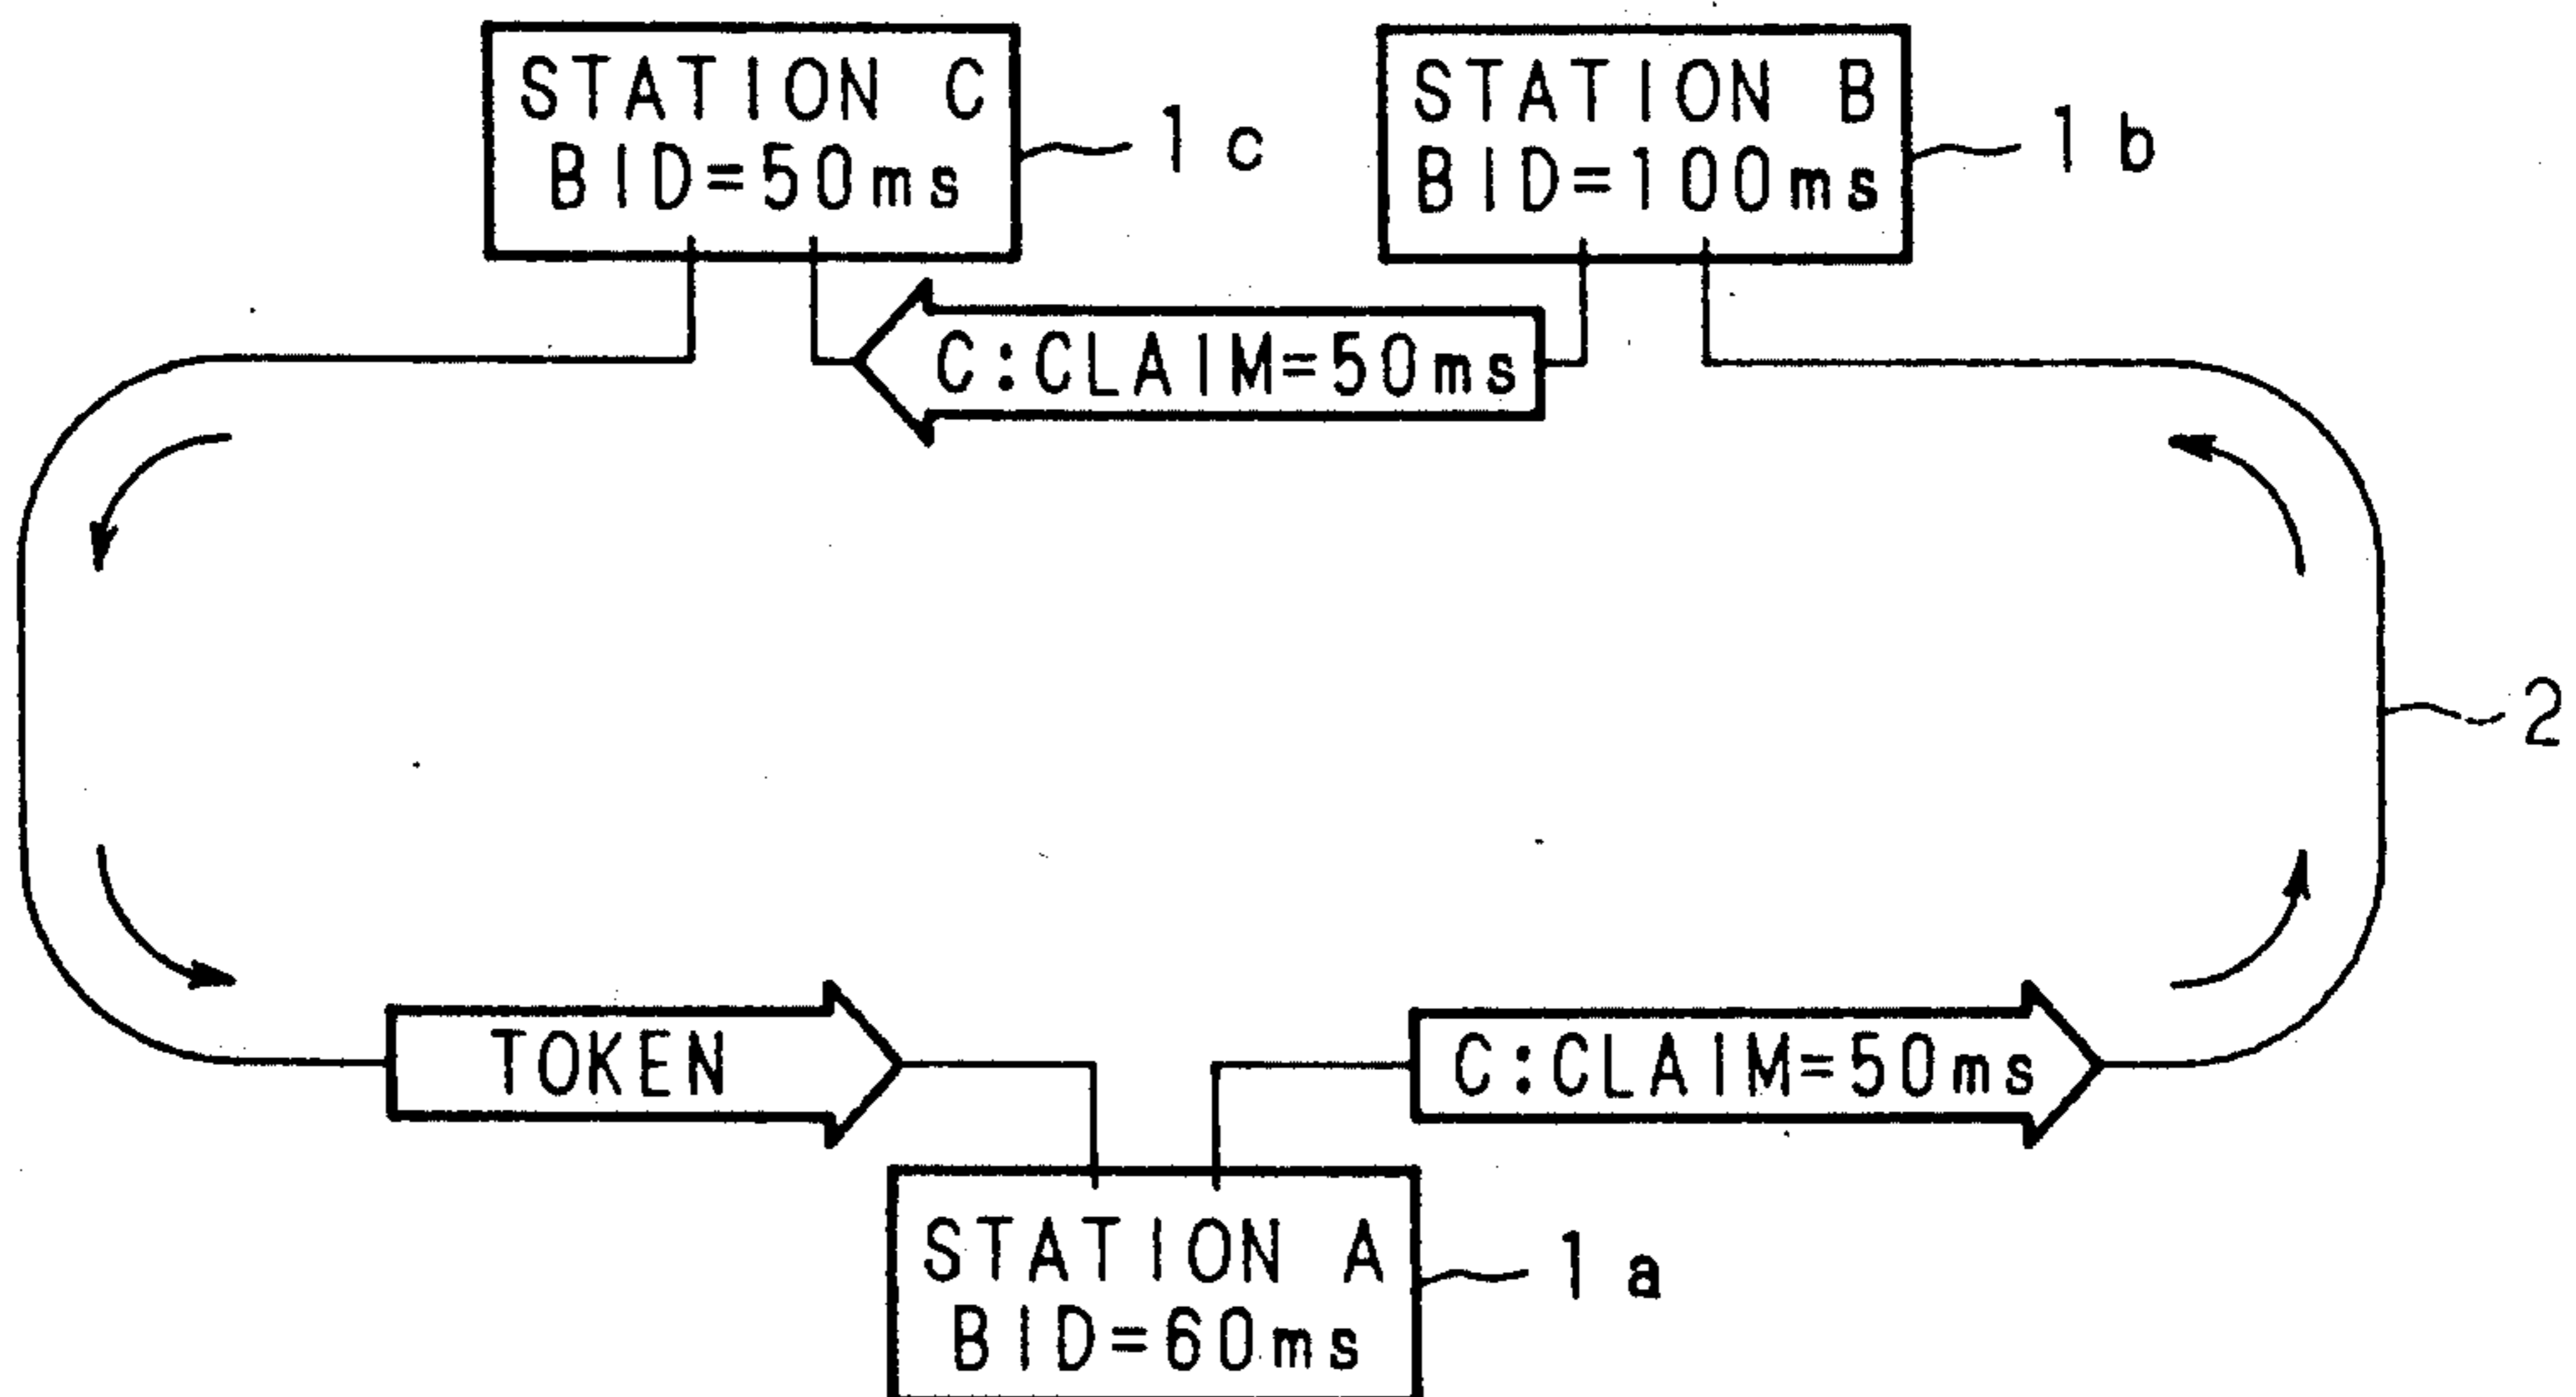 STATION C
BID=50ms
1c
STATION B
BID=100ms
1b
C:CLAIM=50ms
2
TOKEN
C:CLAIM=50ms
STATION A
BID=60ms
1a